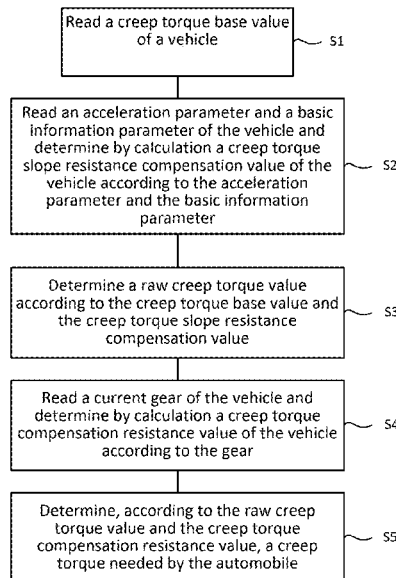 Read a creep torque base value
of a vehicle
S1
Read an acceleration parameter and a basic
information parameter of the vehicle and
determine by calculation a creep torque
slope resistance compensation value of the
vehicle according to the acceleration
parameter and the basic information
parameter
S2
Determine a raw creep torque value
according to the creep torque base value and
the creep torque slope resistance
compensation value
S3
Read a current gear of the vehicle and
determine by calculation a creep torque
compensation resistance value of the vehicle
according to the gear
S4
Determine, according to the raw creep
torque value and the creep torque
compensation resistance value, a creep
torque needed by the automobile
S5